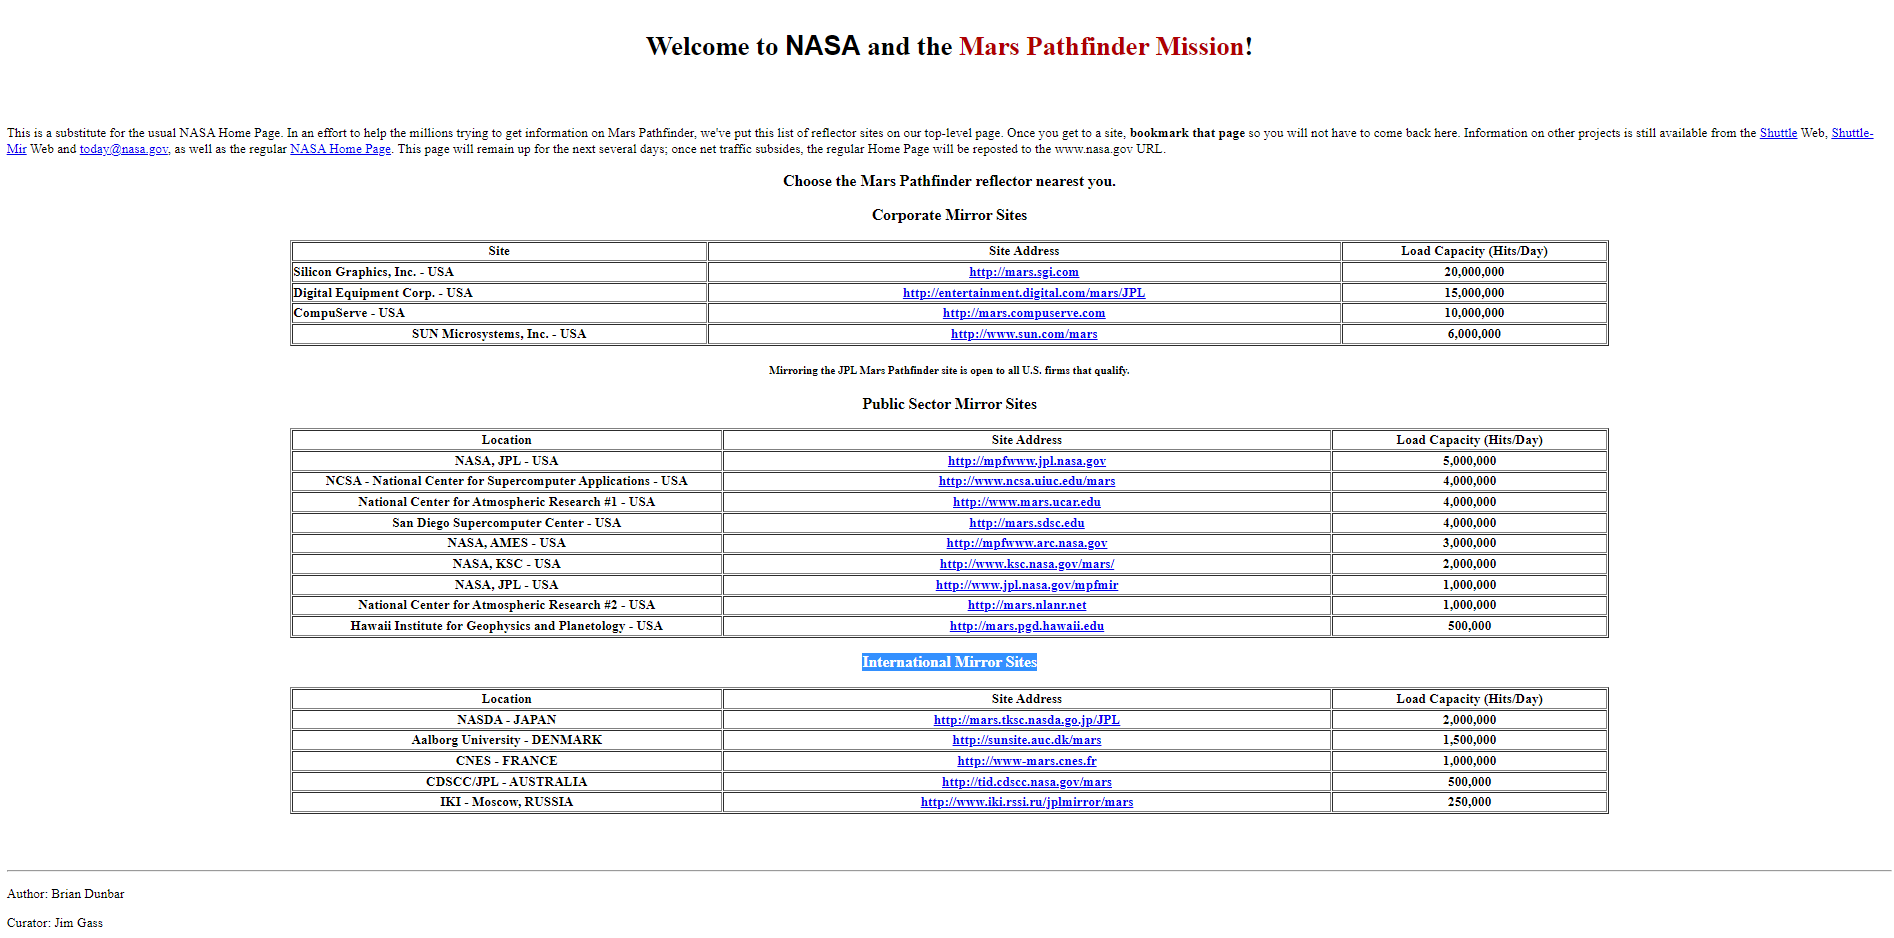 Welcome to NASA and the Mars Pathfinder Mission!
This is a substitute for the usual NASA Home Page. In an effort to help the millions trying to get information on Mars Pathfinder, we've put this list of reflector sites on our top-level page. Once you get to a site, bookmark that page so you will not have to come back here. Information on other projects is still available from the Shuttle Web, Shuttle-
Mir Web and today@nasa.gov, as well as the regular NASA Home Page. This page will remain up for the next several days; once net traffic subsides, the regular Home Page will be reposted to the www.nasa.gov URL.
Choose the Mars Pathfinder reflector nearest you.
Corporate Mirror Sites
Site Site Address Load Capacity (Hits/Day)
Silicon Graphics, Inc. - USA http://mars.sgi.com 20,000,000
Digital Equipment Corp. - USA http://entertainment.digital.com/mars/JPL 15,000,000
CompuServe - USA http://mars.compuserve.com 10,000,000
SUN Microsystems, Inc. - USA http://www.sun.com/mars 6,000,000
Mirroring the JPL Mars Pathfinder site is open to all U.S. firms that qualify.
Public Sector Mirror Sites
Location Site Address Load Capacity (Hits/Day)
NASA, JPL - USA http://mpfwww.jpl.nasa.gov 5,000,000
NCSA - National Center for Supercomputer Applications - USA http://www.ncsa.uiuc.edu/mars 4,000,000
National Center for Atmospheric Research #1 - USA http://www.mars.ucar.edu 4,000,000
San Diego Supercomputer Center - USA http://mars.sdsc.edu 4,000,000
NASA, AMES - USA http://mpfwww.arc.nasa.gov 3,000,000
NASA, KSC - USA http://www.ksc.nasa.gov/mars/ 2,000,000
NASA, JPL - USA http://www.jpl.nasa.gov/mpfmir 1,000,000
National Center for Atmospheric Research #2 - USA http://mars.nlanr.net 1,000,000
Hawaii Institute for Geophysics and Planetology - USA http://mars.pgd.hawaii.edu 500,000
International Mirror Sites
Location Site Address Load Capacity (Hits/Day)
NASDA - JAPAN http://mars.tksc.nasda.go.jp/JPL 2,000,000
Aalborg University - DENMARK http://sunsite.auc.dk/mars 1,500,000
CNES - FRANCE http://www-mars.cnes.fr 1,000,000
CDSCC/JPL - AUSTRALIA http://tid.cdscc.nasa.gov/mars 500,000
IKI - Moscow, RUSSIA http://www.iki.rssi.ru/jplmirror/mars 250,000
Author: Brian Dunbar
Curator: Jim Gass